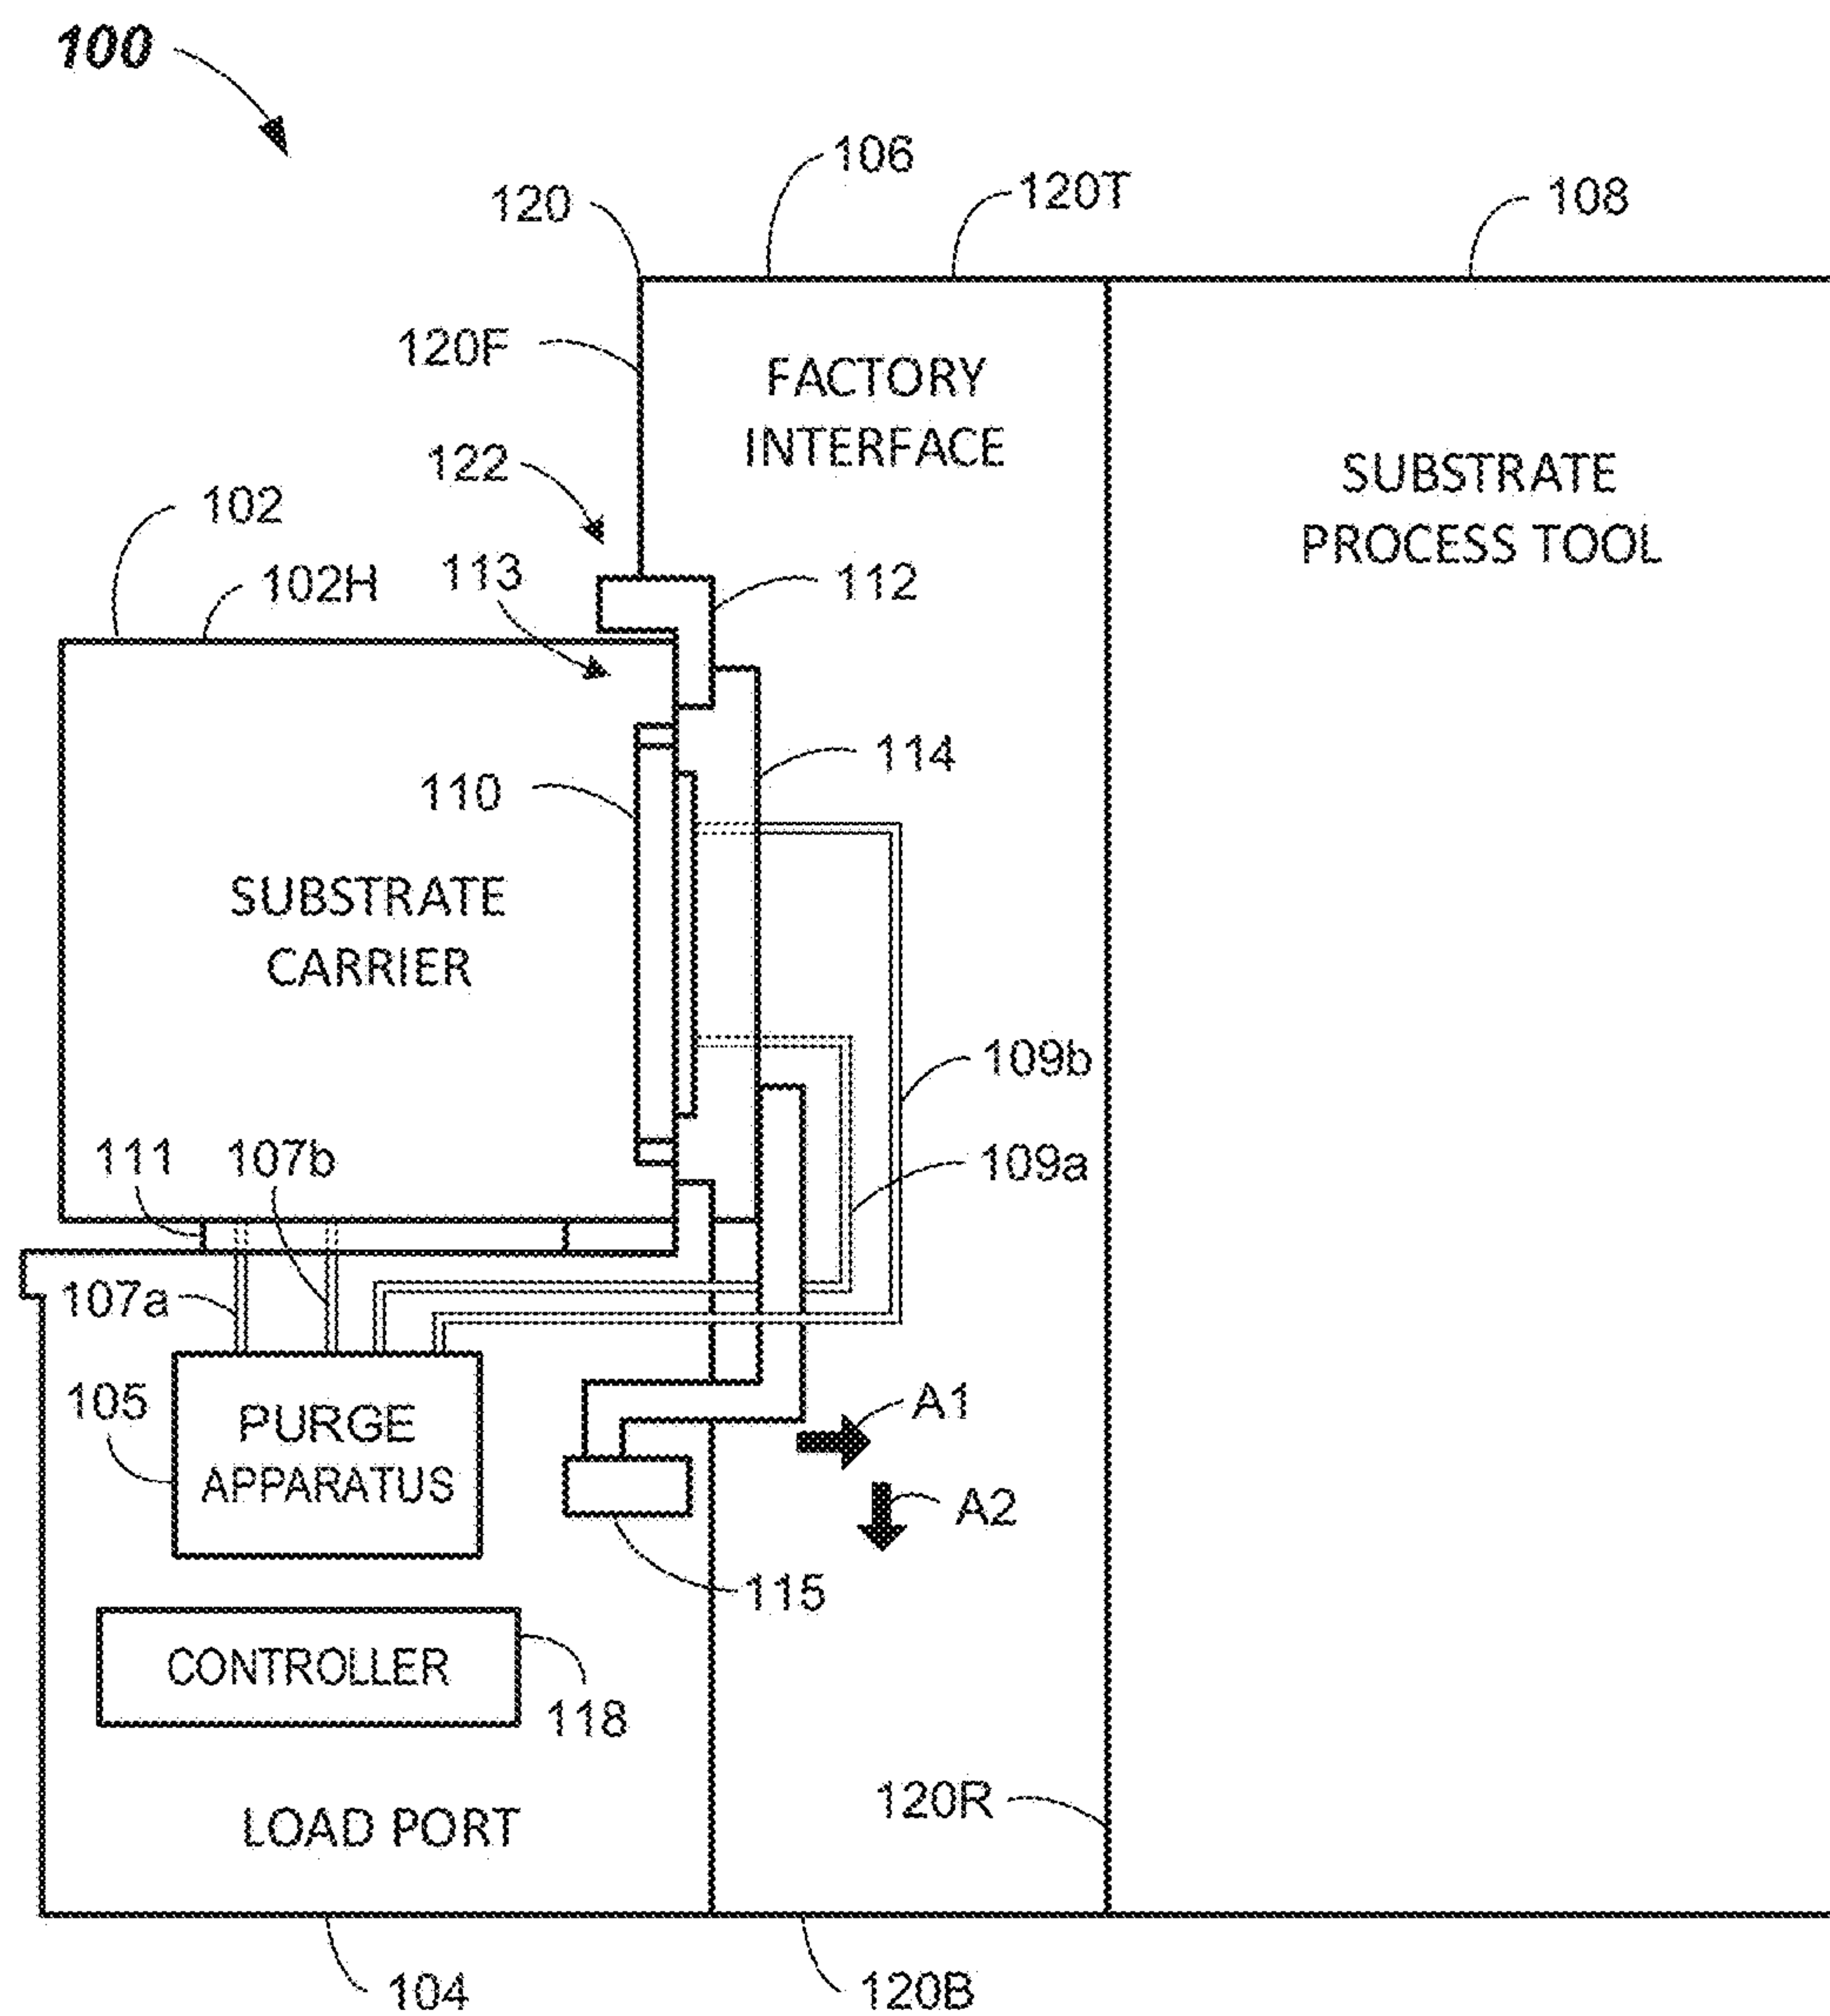 100
106
120T
108
120
120F
FACTORY
INTERFACE
122
SUBSTRATE
PROCESS TOOL
102
113
112
102H
114
110
SUBSTRATE
CARRIER
109b
111
107b
109a
107a
105
PURGE
APPARATUS
A1
A2
115
CONTROLLER
118
120R
LOAD PORT
104
120B